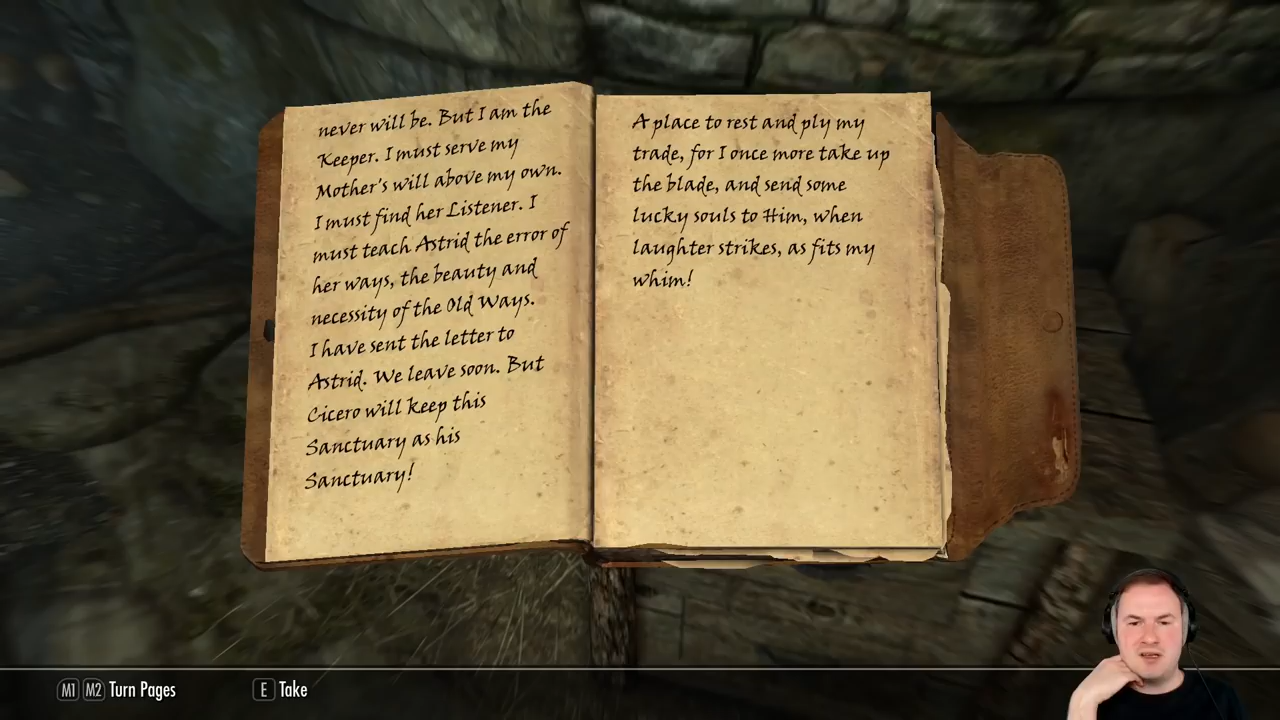 never will be. But I am the
Keeper. I must serve my
Mother's will above my own.
I must find her Listener. I
must teach Astrid the error of
her ways, the beauty and
necessity of the Old Ways.
I have sent the letter to
Astrid. We leave soon. But
Cicero will keep this
Sanctuary as his
Sanctuary!
A place to rest and ply my
trade, for I once more take up
the blade, and send some
lucky souls to Him, when
laughter strikes, as fits my
whim!
M1 M2 Turn Pages
E Take